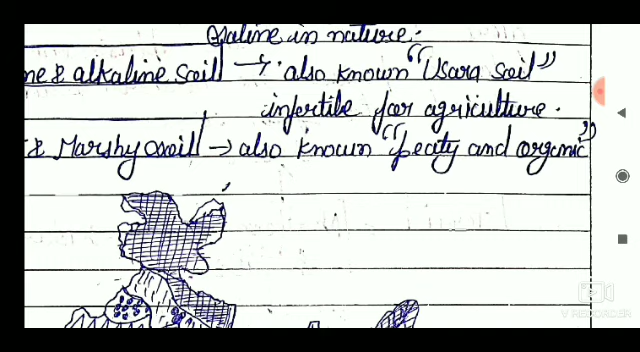 saline in nature.
ne & alkaline soil → also known "Usara soil"
infertile for agriculture.
& Marshy soil → also known "peaty and organic"
V RECORDER